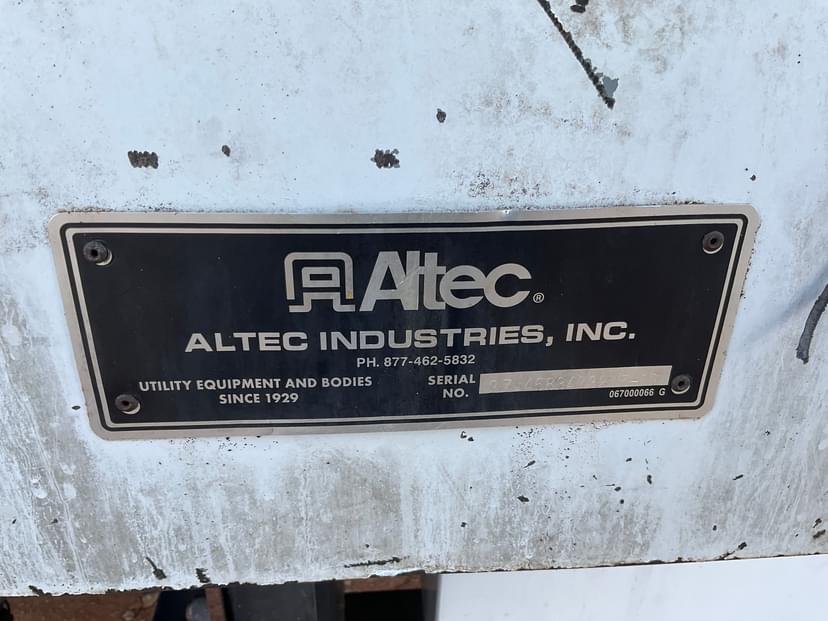 Altec®
ALTEC INDUSTRIES, INC.
PH. 877-462-5832
UTILITY EQUIPMENT AND BODIES
SINCE 1929
SERIAL
NO.
067000066 G